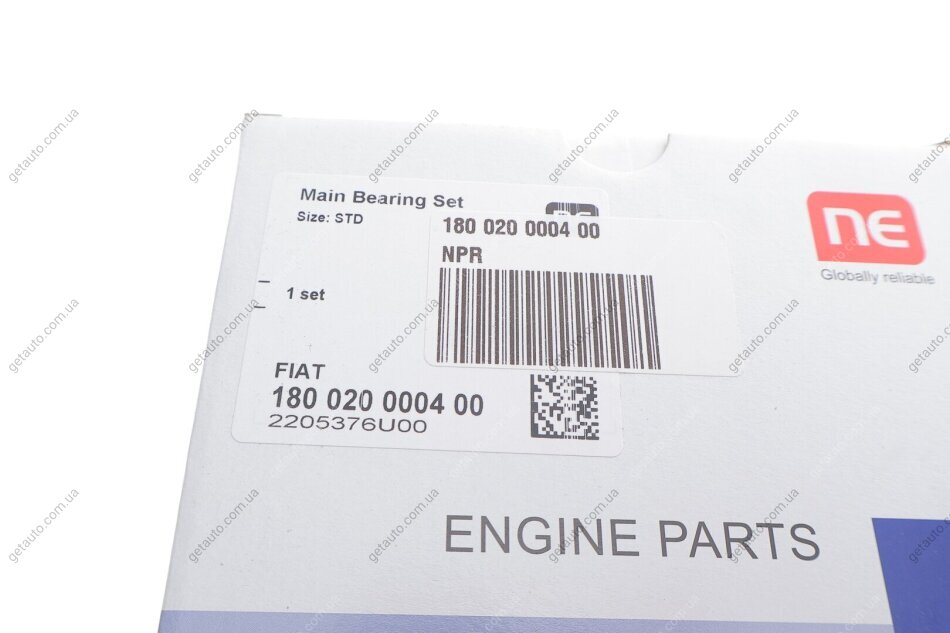 Main Bearing Set
Size: STD
1 set
FIAT
180 020 0004 00
2205376U00
180 020 0004 00
NPR
NE
Globally reliable
ENGINE PARTS
getauto.com.ua